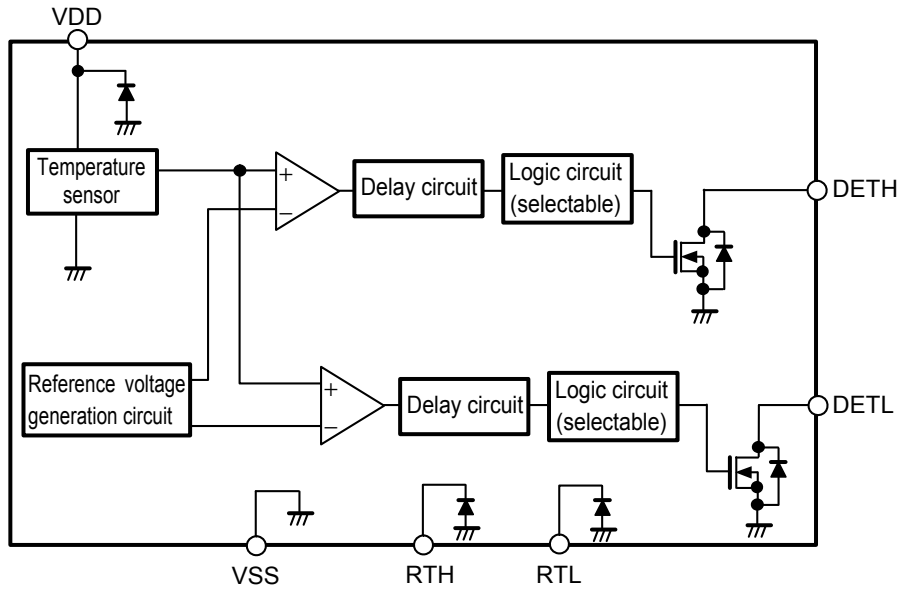 VDD
Temperature
sensor
+
−
Delay circuit
Logic circuit
(selectable)
DETH
Reference voltage
generation circuit
+
−
Delay circuit
Logic circuit
(selectable)
DETL
VSS
RTH
RTL